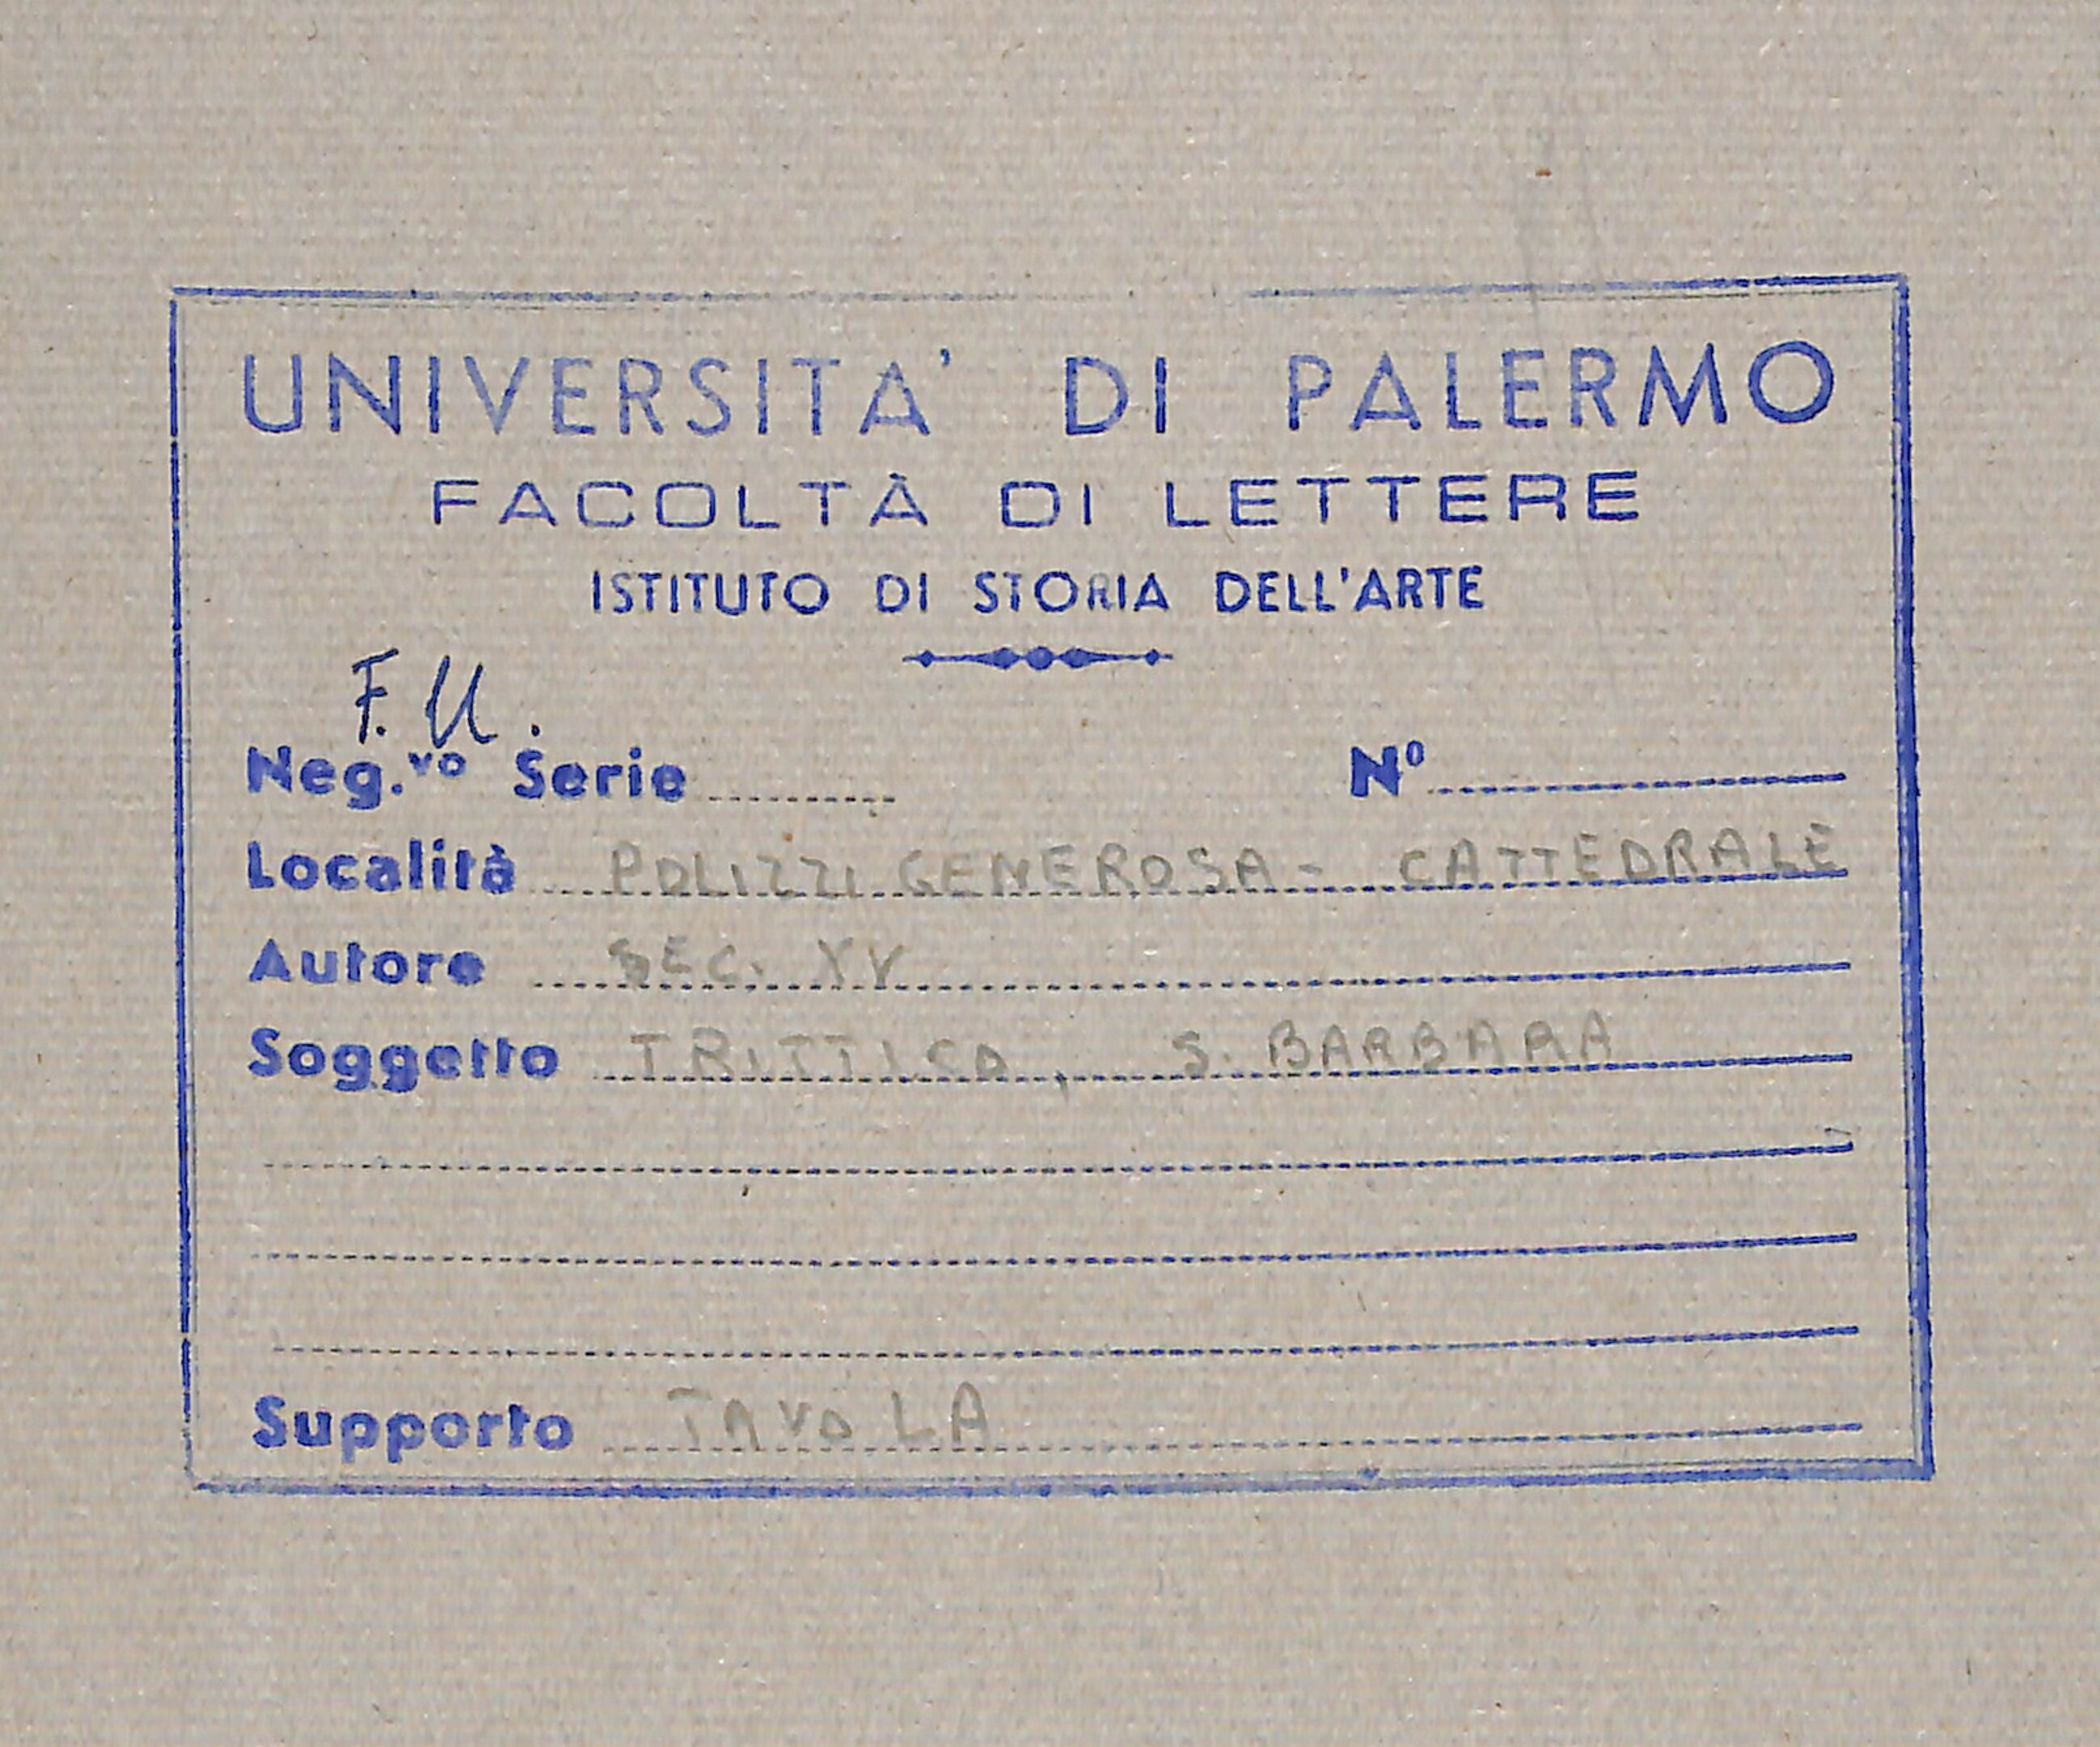 UNIVERSITA' DI PALERMO
FACOLTÀ DI LETTERE
ISTITUTO DI STORIA DELL'ARTE
F. U.
Neg.vo Serie N°
Località POLIZZI GENEROSA - CATTEDRALE
Autore SEC. XV
Soggetto TRITTICO, S. BARBARA
Supporto TAVOLA